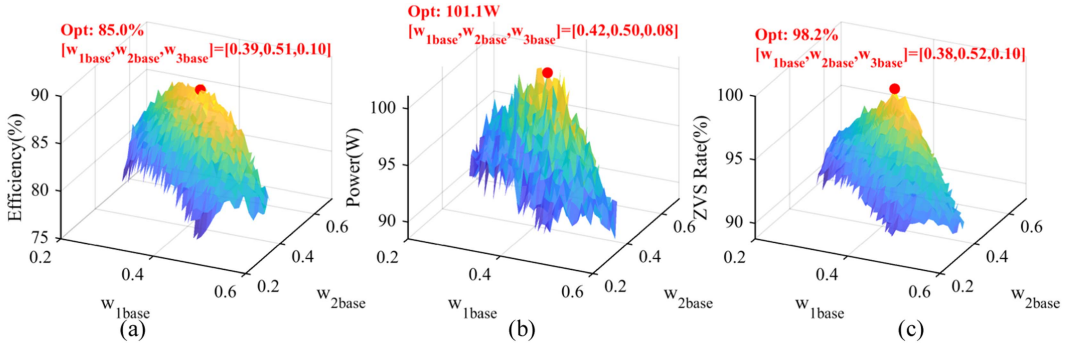 Opt: 85.0%
[w1base,w2base,w3base]=[0.39,0.51,0.10]
90
85
80
75
Efficiency(%)
0.2
0.4
0.6
w1base
0.2
0.4
0.6
w2base
(a)
Opt: 101.1W
[w1base,w2base,w3base]=[0.42,0.50,0.08]
100
95
90
Power(W)
0.2
0.4
0.6
w1base
0.2
0.4
0.6
w2base
(b)
Opt: 98.2%
[w1base,w2base,w3base]=[0.38,0.52,0.10]
100
95
90
ZVS Rate(%)
0.2
0.4
0.6
w1base
0.2
0.4
0.6
w2base
(c)